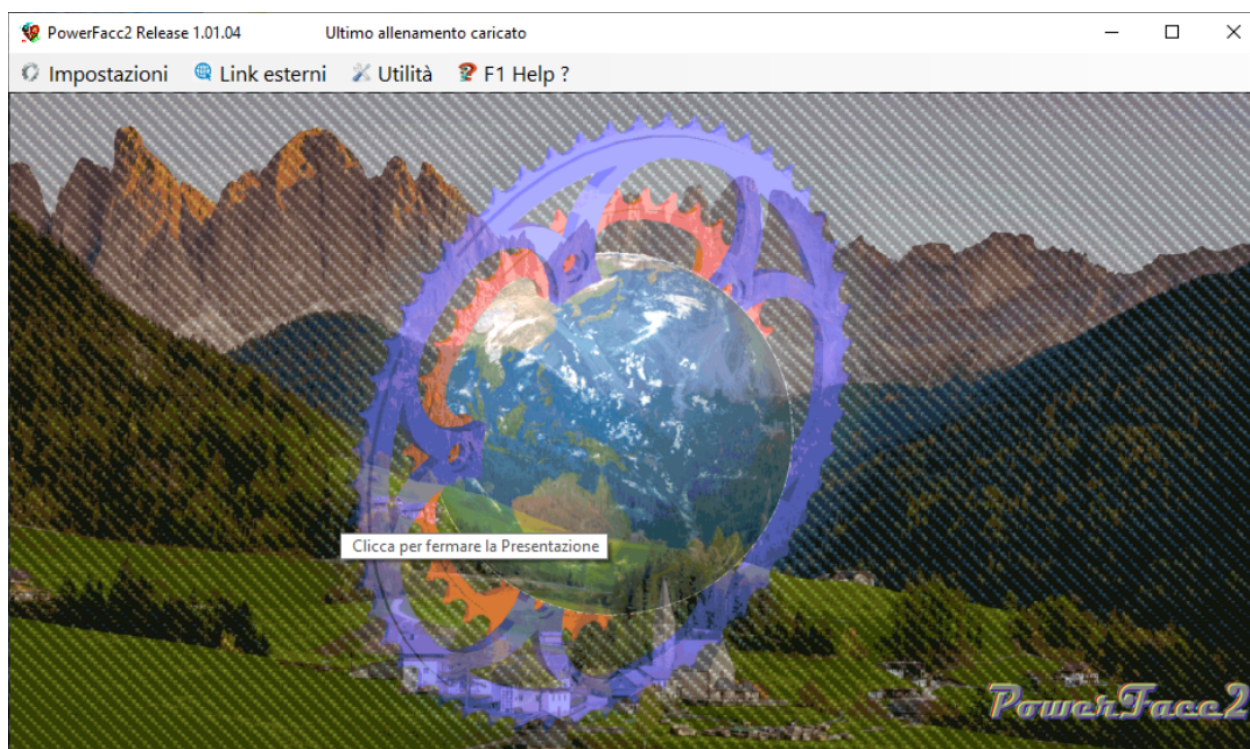 PowerFacc2 Release 1.01.04 Ultimo allenamento caricato
Impostazioni Link esterni Utilità F1 Help ?
Clicca per fermare la Presentazione
PowerFacc2